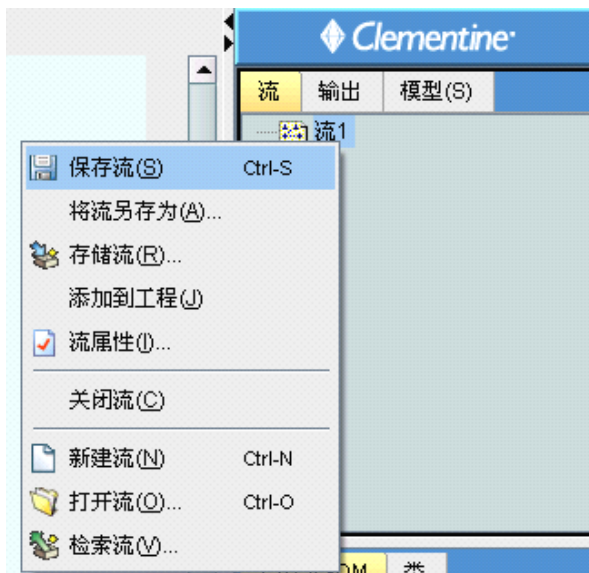 Clementine
流 输出 模型(S)
流1
保存流(S) Ctrl-S
将流另存为(A)...
存储流(R)...
添加到工程(J)
流属性(I)...
关闭流(C)
新建流(N) Ctrl-N
打开流(O)... Ctrl-O
检索流(V)...